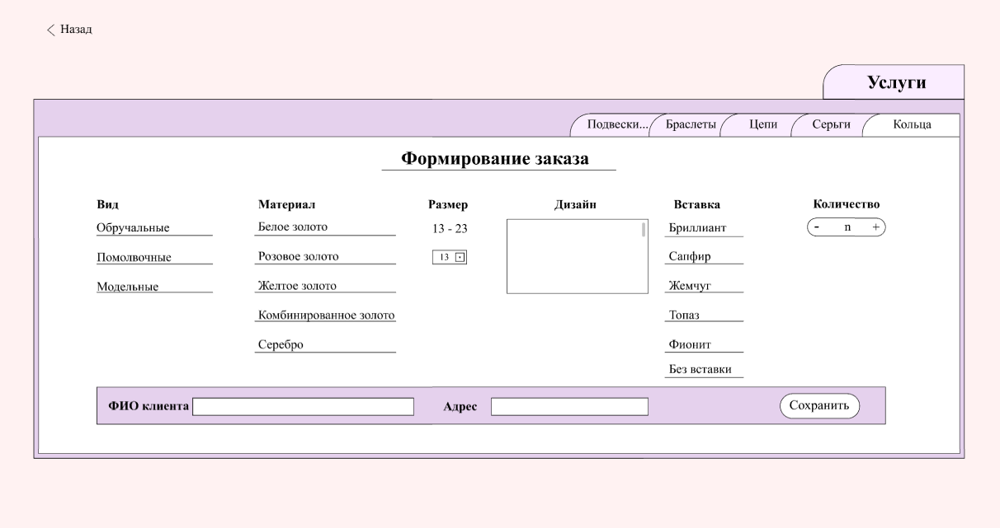 < Назад
Услуги
Подвески... Браслеты Цепи Серьги Кольца
Формирование заказа
Вид Материал Размер Дизайн Вставка Количество
Обручальные Белое золото 13 - 23 Бриллиант - n +
Помолвочные Розовое золото 13 Сапфир
Модельные Желтое золото Жемчуг
Комбинированное золото Топаз
Серебро Фионит
Без вставки
ФИО клиента Адрес Сохранить